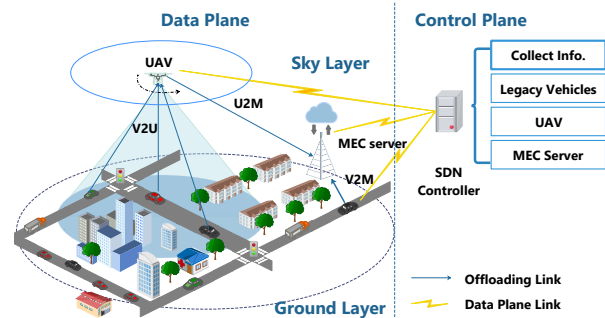 Data Plane
Control Plane
UAV
Sky Layer
Collect Info.
Legacy Vehicles
U2M
V2U
UAV
MEC server
MEC Server
SDN
Controller
V2M
Offloading Link
Ground Layer
Data Plane Link